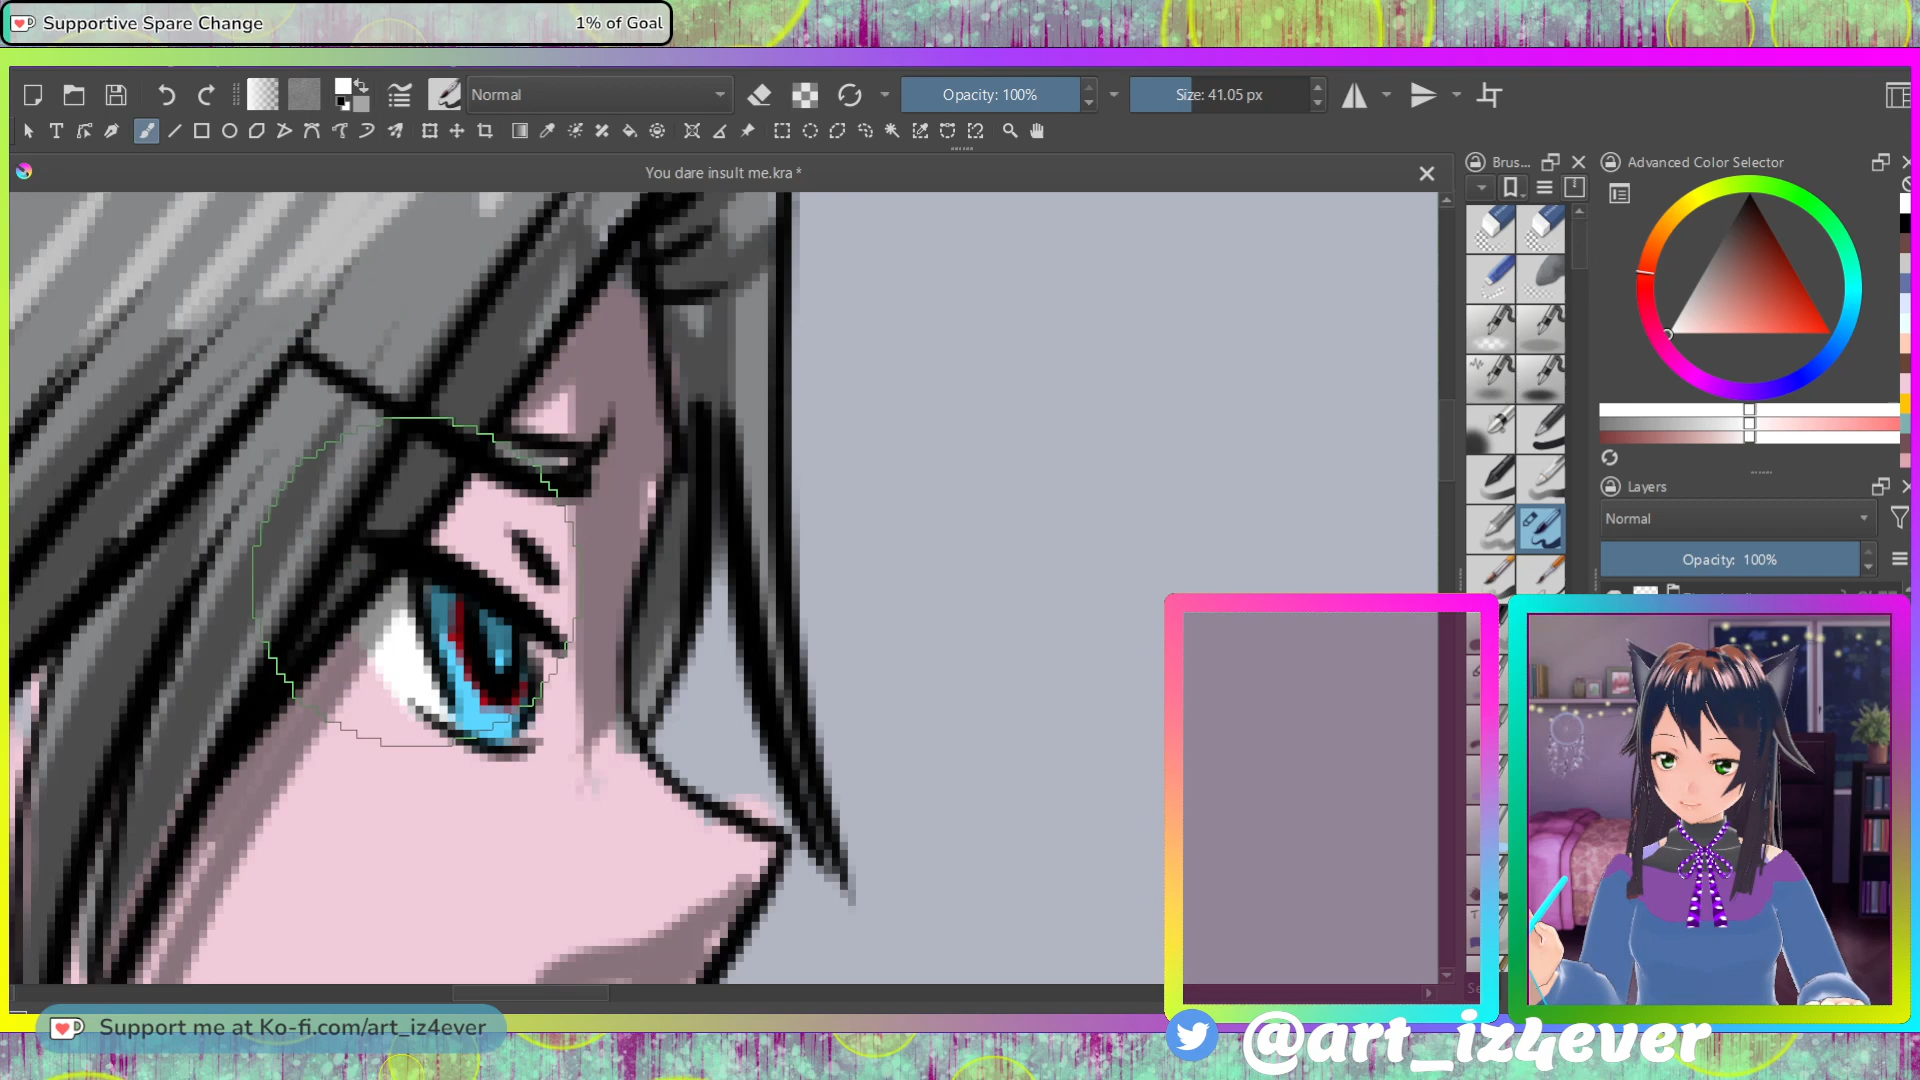 Supportive Spare Change
1% of Goal
Normal
Opacity: 100%
Size: 41.05 px
You dare insult me.kra *
Brus...
Advanced Color Selector
Layers
Normal
Opacity: 100%
Support me at Ko-fi.com/art_iz4ever
@art_iz4ever